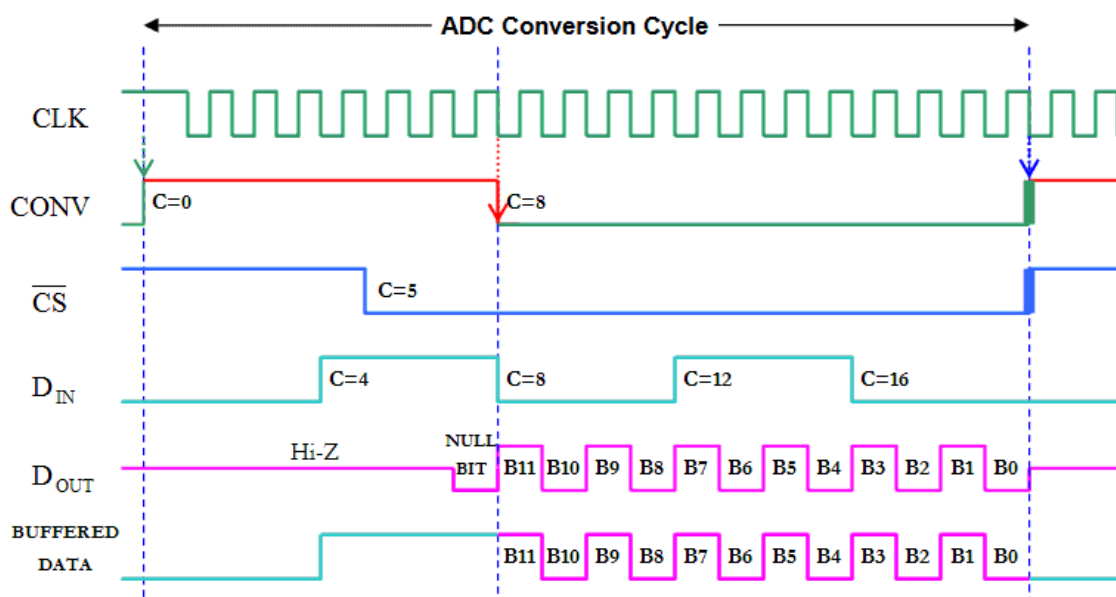 ADC Conversion Cycle
CLK
CONV
C=0
C=8
CS
C=5
D_IN
C=4
C=8
C=12
C=16
D_OUT
Hi-Z
NULL
BIT
B11 B10 B9 B8 B7 B6 B5 B4 B3 B2 B1 B0
BUFFERED
DATA
B11 B10 B9 B8 B7 B6 B5 B4 B3 B2 B1 B0